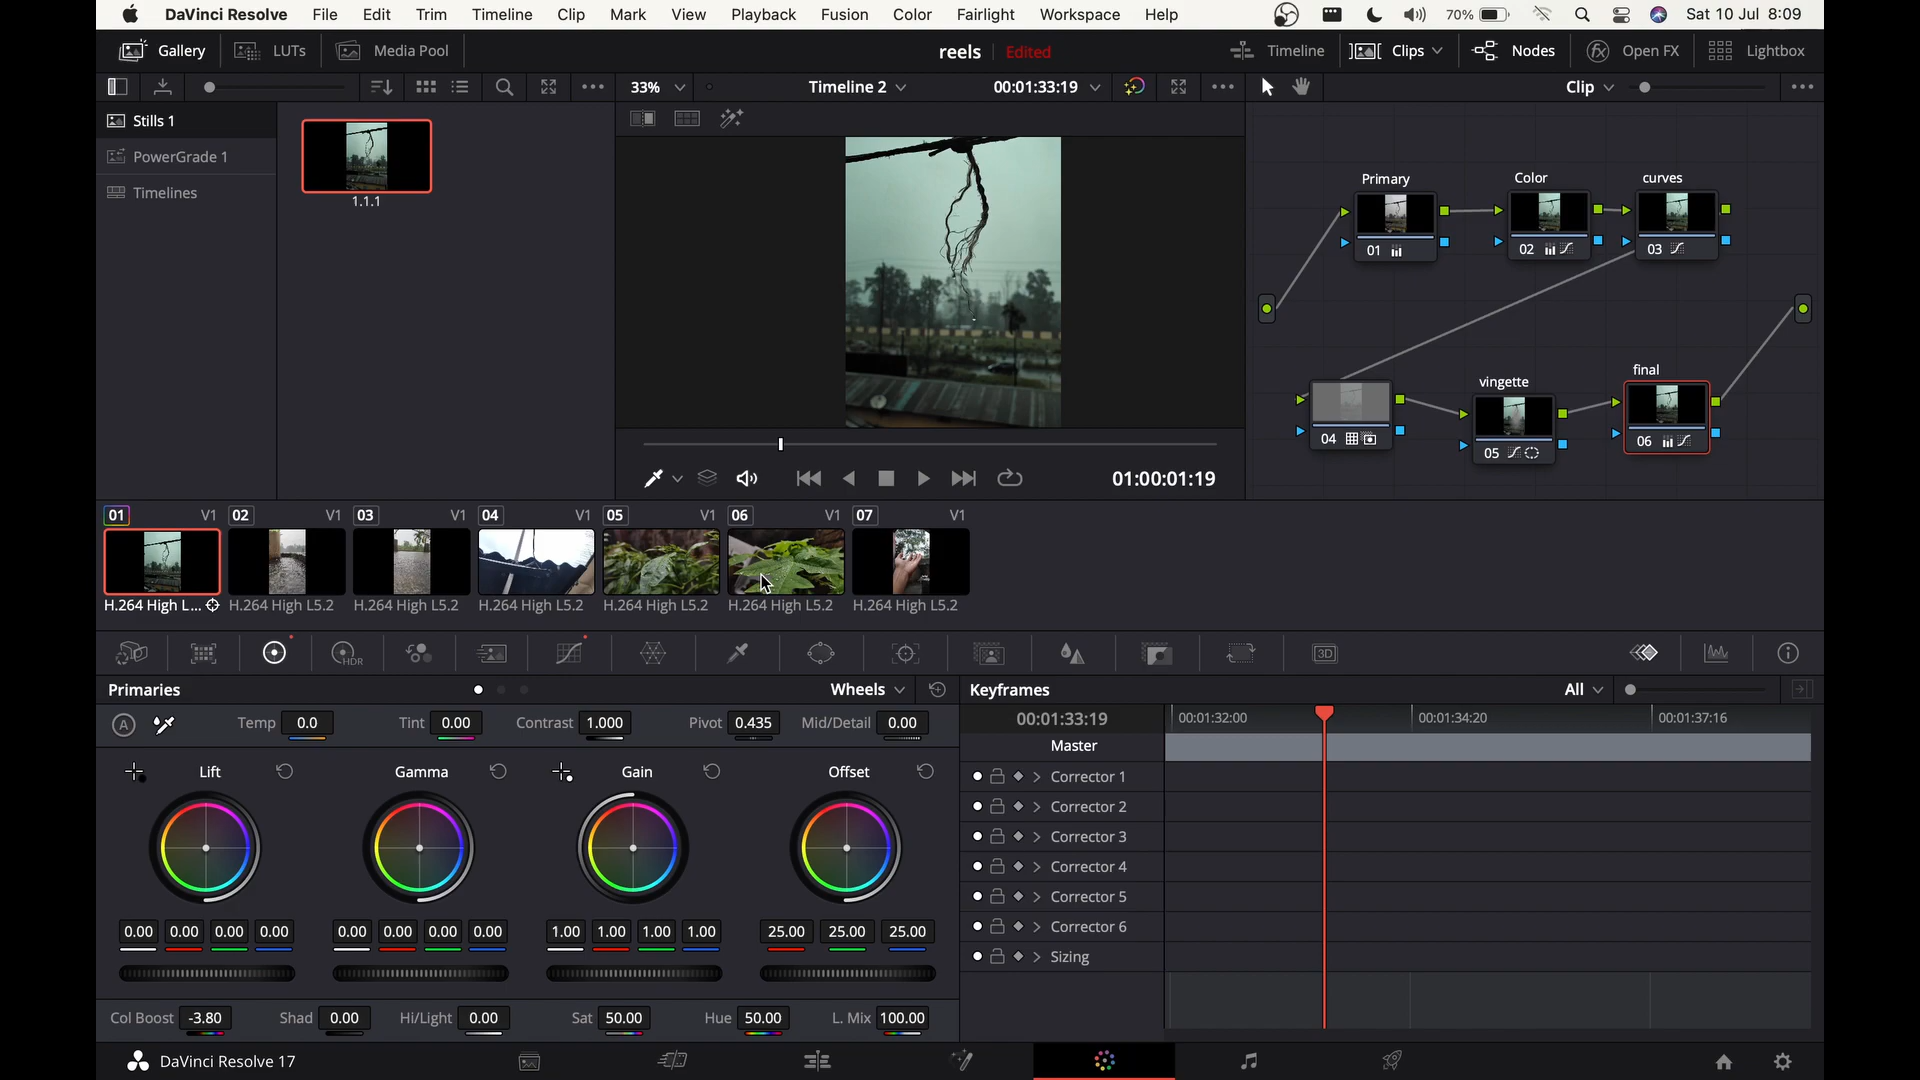 DaVinci Resolve File Edit Trim Timeline Clip Mark View Playback Fusion Color Fairlight Workspace Help 70% Sat 10 Jul 8:09
Gallery LUTs Media Pool reels Edited Timeline Clips Nodes Open FX Lightbox
33% Timeline 2 00:01:33:19 Clip
Stills 1
PowerGrade 1
Timelines
1.1.1
Primary Color curves
01 02 03
final
vingette
04 05 06
01:00:01:19
01 V1 02 V1 03 V1 04 V1 05 V1 06 V1 07 V1
H.264 High L... H.264 High L5.2 H.264 High L5.2 H.264 High L5.2 H.264 High L5.2 H.264 High L5.2 H.264 High L5.2
HDR 3D
Primaries Wheels Keyframes All
A Temp 0.0 Tint 0.00 Contrast 1.000 Pivot 0.435 Mid/Detail 0.00
00:01:33:19 00:01:32:00 00:01:34:20 00:01:37:16
Master
Lift Gamma Gain Offset
Corrector 1
Corrector 2
Corrector 3
Corrector 4
Corrector 5
Corrector 6
Sizing
0.00 0.00 0.00 0.00 0.00 0.00 0.00 0.00 1.00 1.00 1.00 1.00 25.00 25.00 25.00
Col Boost -3.80 Shad 0.00 Hi/Light 0.00 Sat 50.00 Hue 50.00 L. Mix 100.00
DaVinci Resolve 17